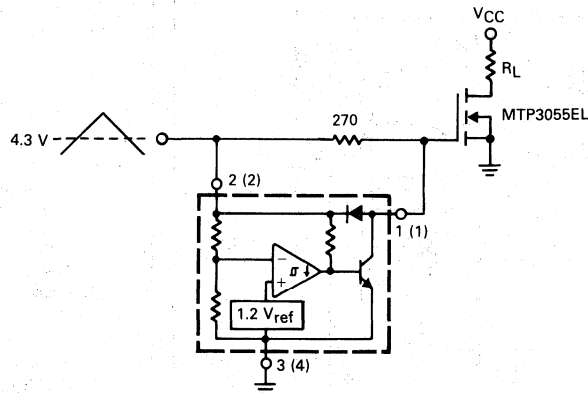 VCC
RL
270
MTP3055EL
4.3 V
2 (2)
1 (1)
−
+
1.2 Vref
3 (4)